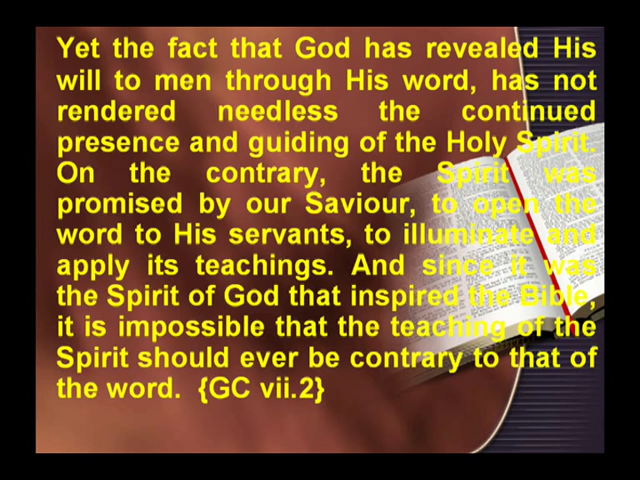 Yet the fact that God has revealed His
will to men through His word, has not
rendered needless the continued
presence and guiding of the Holy Spirit.
On the contrary, the Spirit was
promised by our Saviour, to open the
word to His servants, to illuminate and
apply its teachings. And since it was
the Spirit of God that inspired the Bible,
it is impossible that the teaching of the
Spirit should ever be contrary to that of
the word. {GC vii.2}